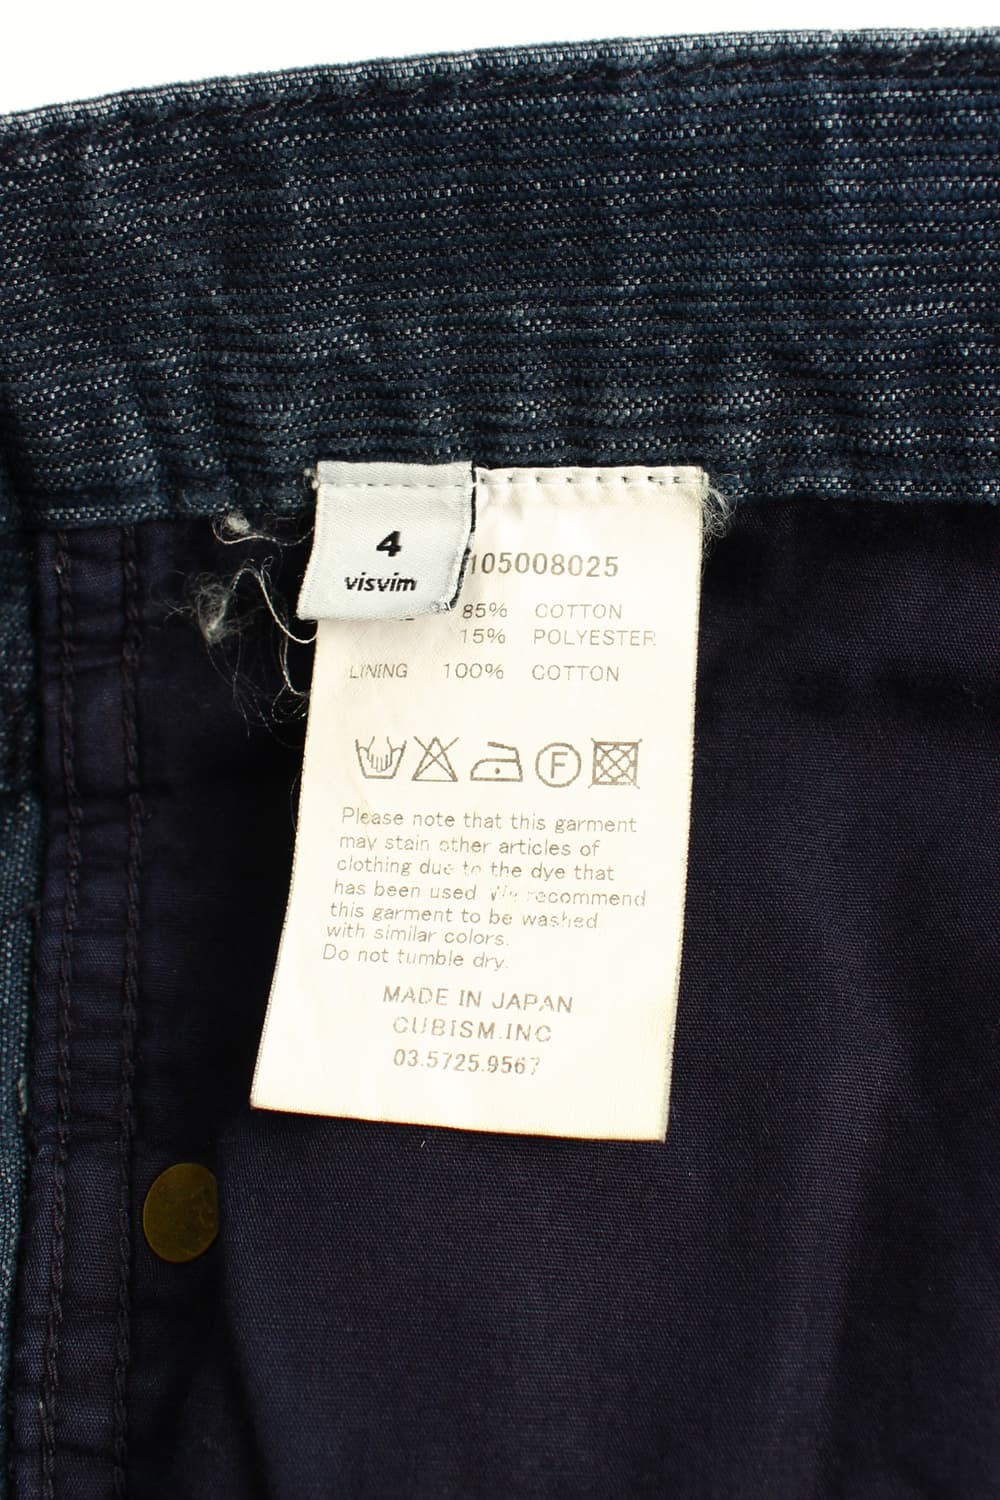 4
visvim
105008025
85% COTTON
15% POLYESTER
LINING 100% COTTON
F
Please note that this garment
may stain other articles of
clothing due to the dye that
has been used. We recommend
this garment to be washed
with similar colors.
Do not tumble dry.
MADE IN JAPAN
CUBISM.INC
03.5725.9567